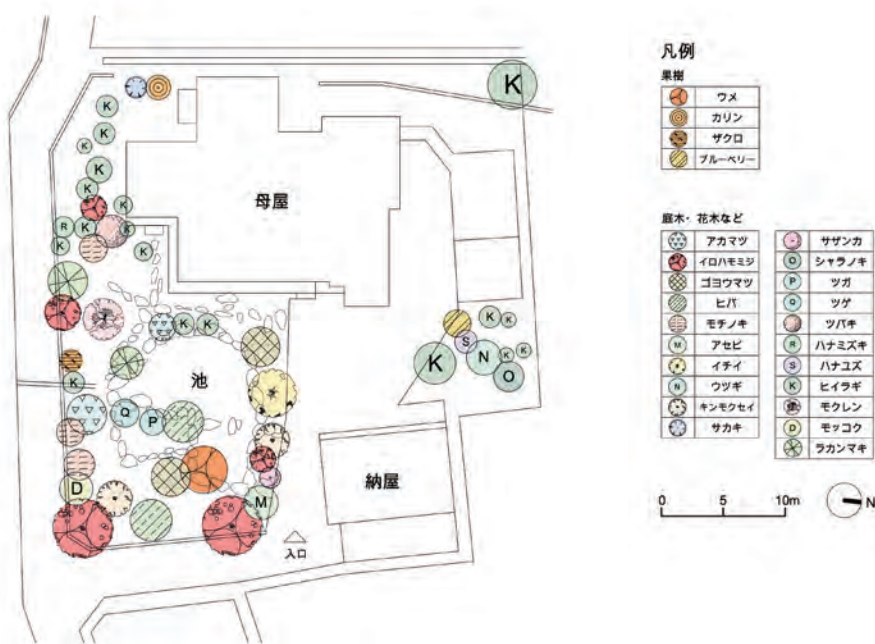 K
K
K
K
K
K
K
R
K
K
K
K
母屋
K
K
K
K
S
K
N
K
K
O
池
K
Q
P
D
M
納屋
入口
凡例
果樹
ウメ
カリン
ザクロ
ブルーベリー
庭木・花木など
アカマツ
イロハモミジ
ゴヨウマツ
ヒバ
モチノキ
M アセビ
イチイ
N ウツギ
キンモクセイ
サカキ
サザンカ
O シャラノキ
P ツガ
Q ツゲ
ツバキ
R ハナミズキ
S ハナユズ
K ヒイラギ
モクレン
D モッコク
ラカンマキ
0 5 10m
N